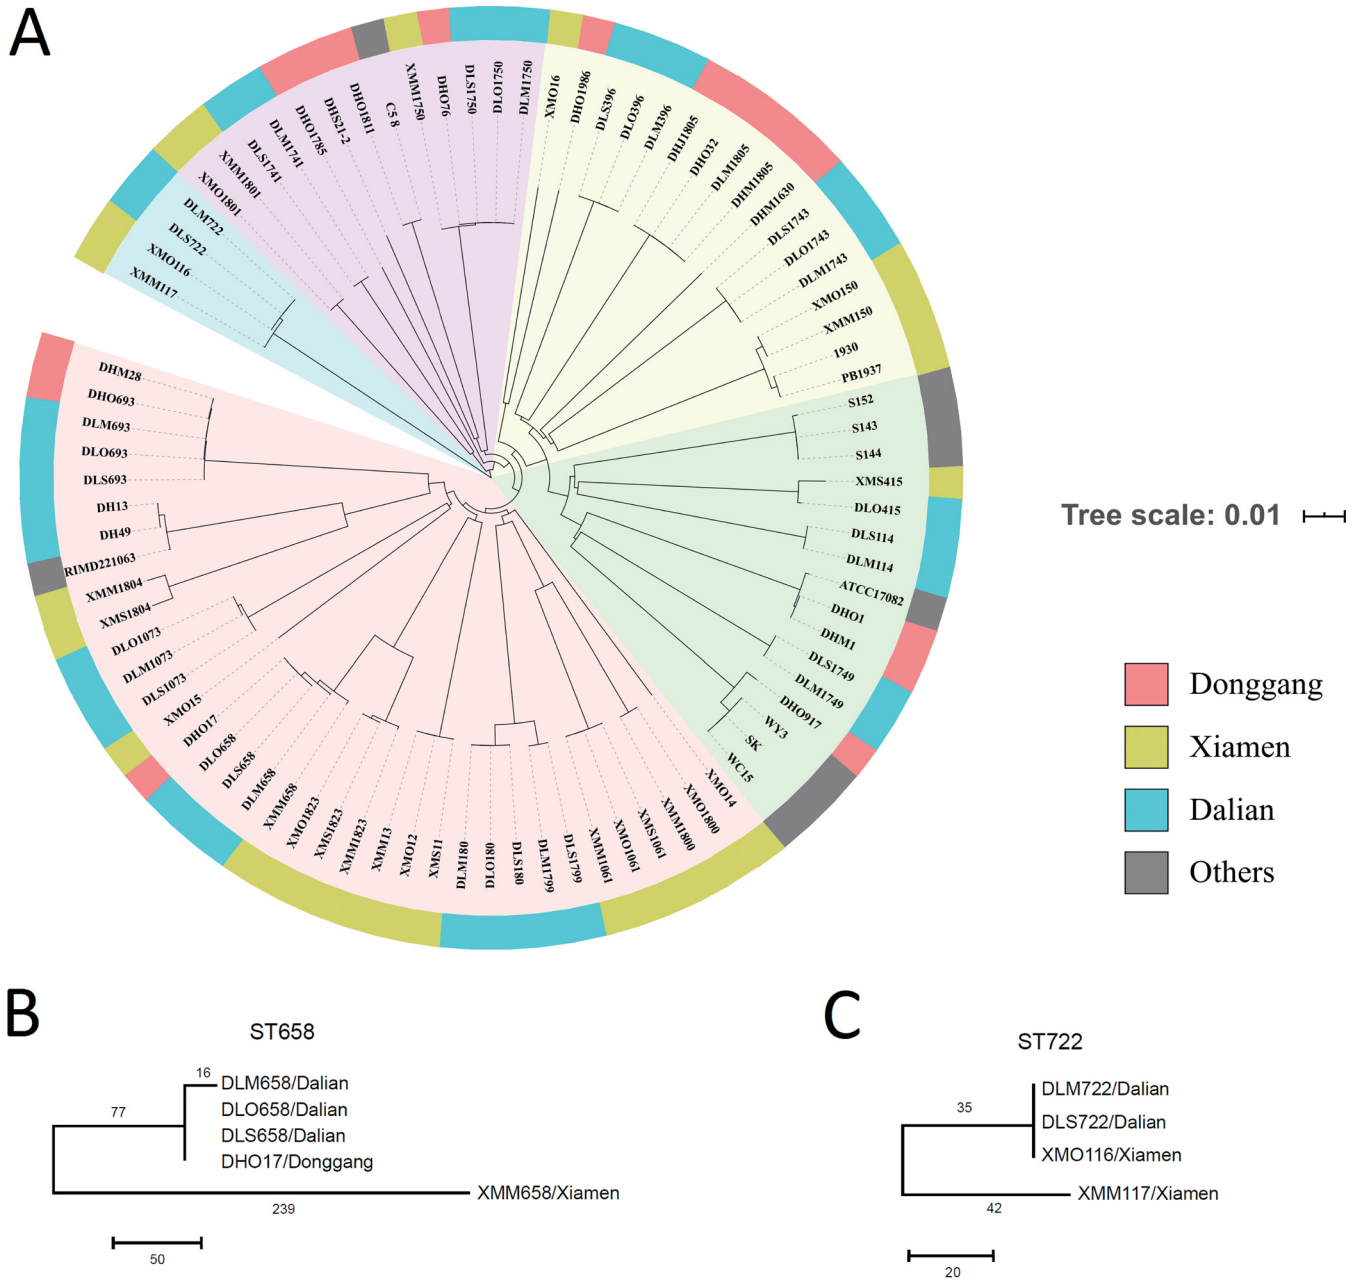 A
XMM117
XMO116
DLS722
DLM722
XMO1801
XMM1801
DLS1741
DLM1741
DHO1785
DHS21-2
DHO1811
C5 8
XMM1750
DHO76
DLS1750
DLO1750
DLM1750
XMO16
DHO1986
DLS396
DLO396
DLM396
DHJ1805
DHO32
DLM1805
DHM1805
DHM1630
DLS1743
DLO1743
DLM1743
XMO150
XMM150
1930
PB1937
S152
S143
S144
XMS415
DLO415
DLS114
DLM114
ATCC17082
DHO1
DHM1
DLS1749
DLM1749
DHO917
WY3
SK
WC15
XMO14
XMO1800
XMM1800
XMS1061
XMO1061
XMM1061
DLS1799
DLM1799
DLS180
DLO180
DLM180
XMS11
XMO12
XMM13
XMM1823
XMS1823
XMO1823
XMM658
DLM658
DLS658
DLO658
DHO17
XMO15
DLS1073
DLM1073
DLO1073
XMS1804
XMM1804
RIMD221063
DH49
DH13
DLS693
DLO693
DLM693
DHO693
DHM28
Tree scale: 0.01
Donggang
Xiamen
Dalian
Others
B
ST658
16
DLM658/Dalian
77
DLO658/Dalian
DLS658/Dalian
DHO17/Donggang
XMM658/Xiamen
239
50
C
ST722
DLM722/Dalian
35
DLS722/Dalian
XMO116/Xiamen
XMM117/Xiamen
42
20